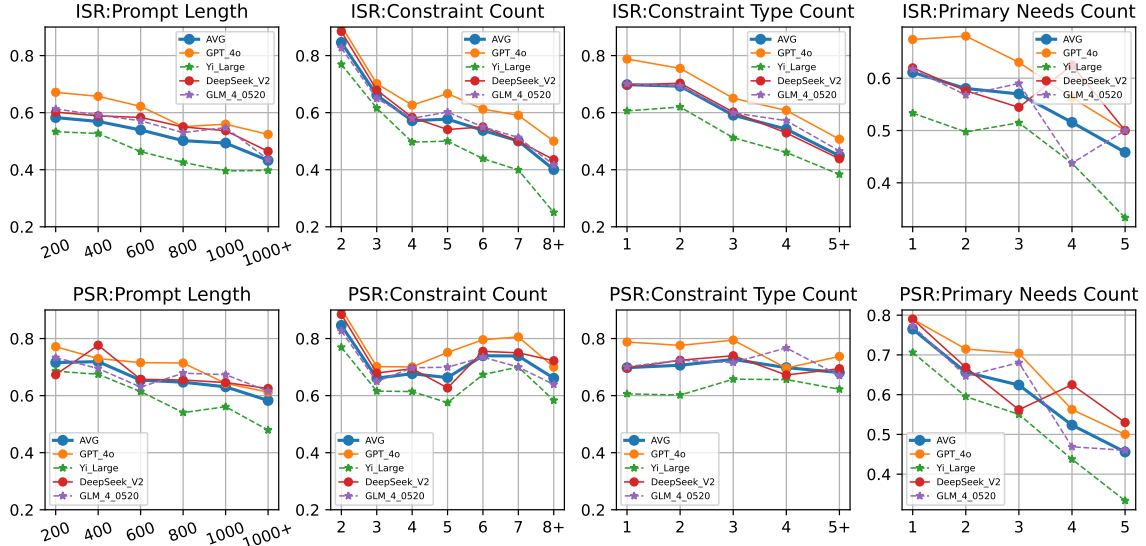 ISR:Prompt Length
0.8
0.6
0.4
0.2
200
400
600
800
1000
1000+
AVG
GPT_4o
Yi_Large
DeepSeek_V2
GLM_4_0520
ISR:Constraint Count
0.8
0.6
0.4
0.2
2
3
4
5
6
7
8+
AVG
GPT_4o
Yi_Large
DeepSeek_V2
GLM_4_0520
ISR:Constraint Type Count
0.8
0.6
0.4
0.2
1
2
3
4
5+
AVG
GPT_4o
Yi_Large
DeepSeek_V2
GLM_4_0520
ISR:Primary Needs Count
0.6
0.5
0.4
1
2
3
4
5
AVG
GPT_4o
Yi_Large
DeepSeek_V2
GLM_4_0520
PSR:Prompt Length
0.8
0.6
0.4
0.2
200
400
600
800
1000
1000+
AVG
GPT_4o
Yi_Large
DeepSeek_V2
GLM_4_0520
PSR:Constraint Count
0.8
0.6
0.4
0.2
2
3
4
5
6
7
8+
AVG
GPT_4o
Yi_Large
DeepSeek_V2
GLM_4_0520
PSR:Constraint Type Count
0.8
0.6
0.4
0.2
1
2
3
4
5+
AVG
GPT_4o
Yi_Large
DeepSeek_V2
GLM_4_0520
PSR:Primary Needs Count
0.8
0.7
0.6
0.5
0.4
1
2
3
4
5
AVG
GPT_4o
Yi_Large
DeepSeek_V2
GLM_4_0520